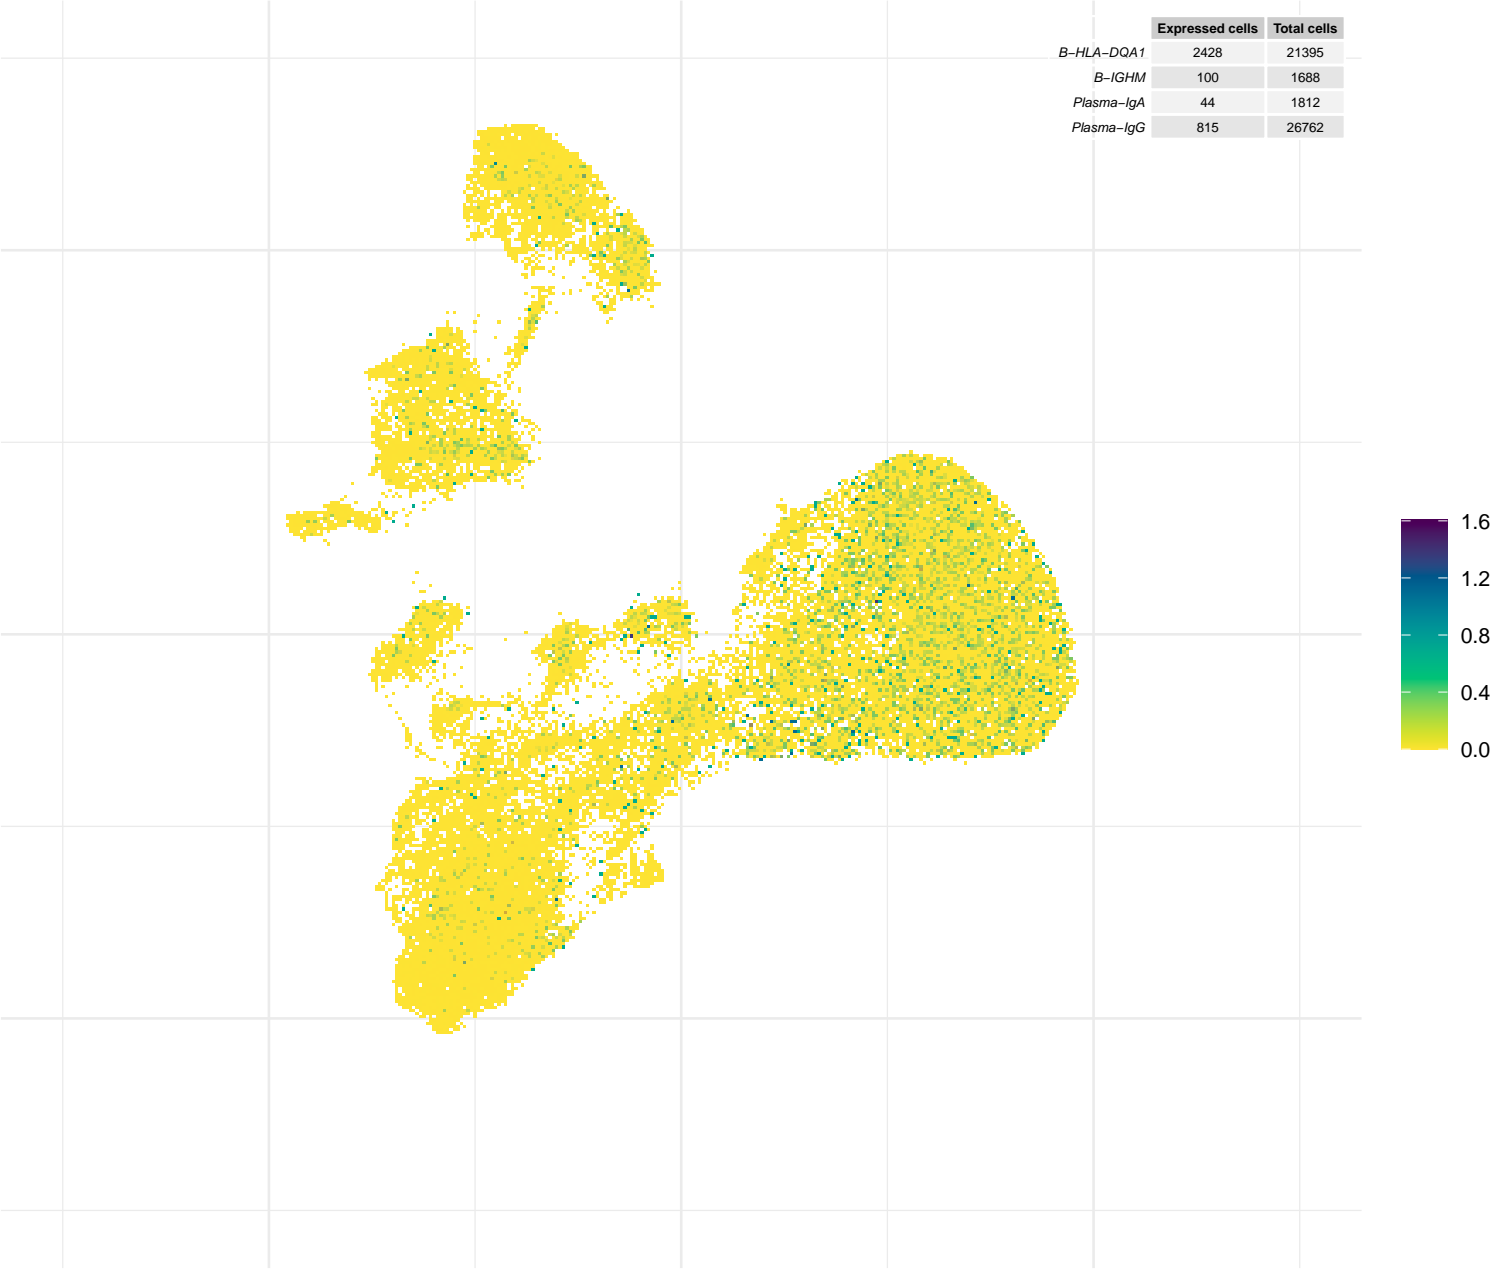 Expressed cells Total cells
B−HLA−DQA1 2428 21395
B−IGHM 100 1688
Plasma−IgA 44 1812
Plasma−IgG 815 26762
1.6
1.2
0.8
0.4
0.0